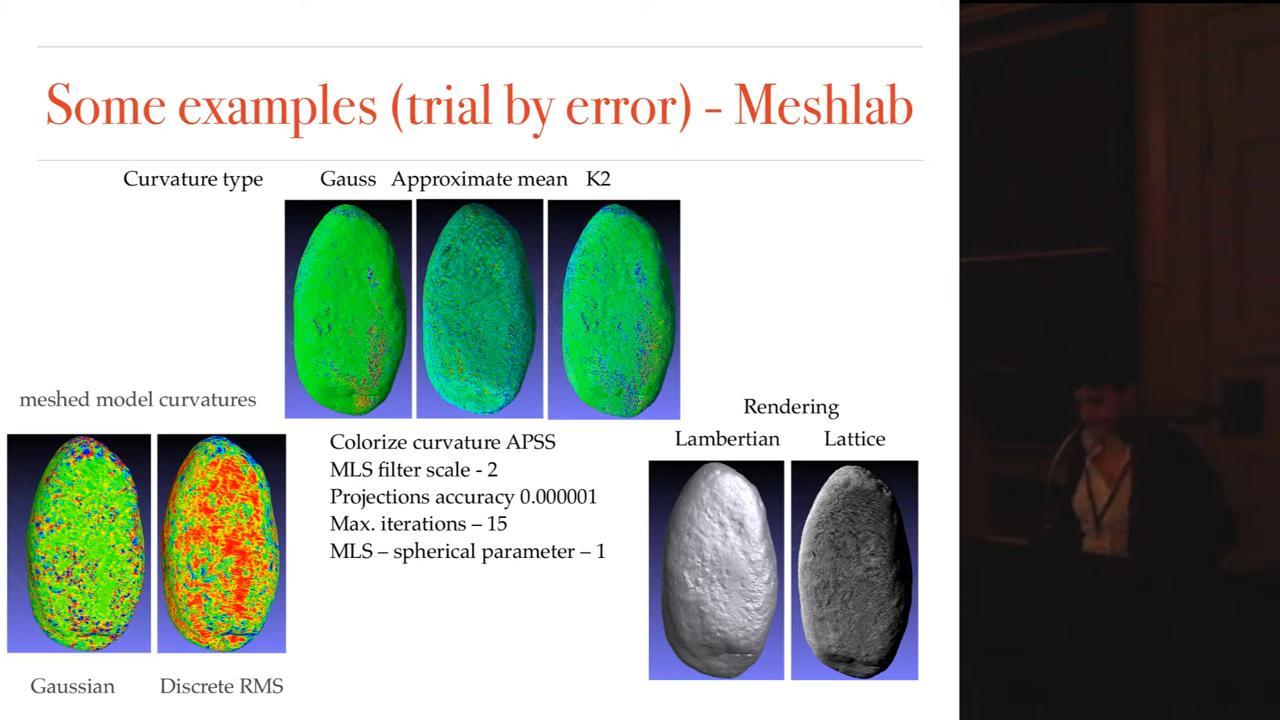 Some examples (trial by error) - Meshlab
Curvature type
Gauss
Approximate mean
K2
meshed model curvatures
Rendering
Lambertian
Lattice
Colorize curvature APSS
MLS filter scale - 2
Projections accuracy 0.000001
Max. iterations – 15
MLS – spherical parameter – 1
Gaussian
Discrete RMS